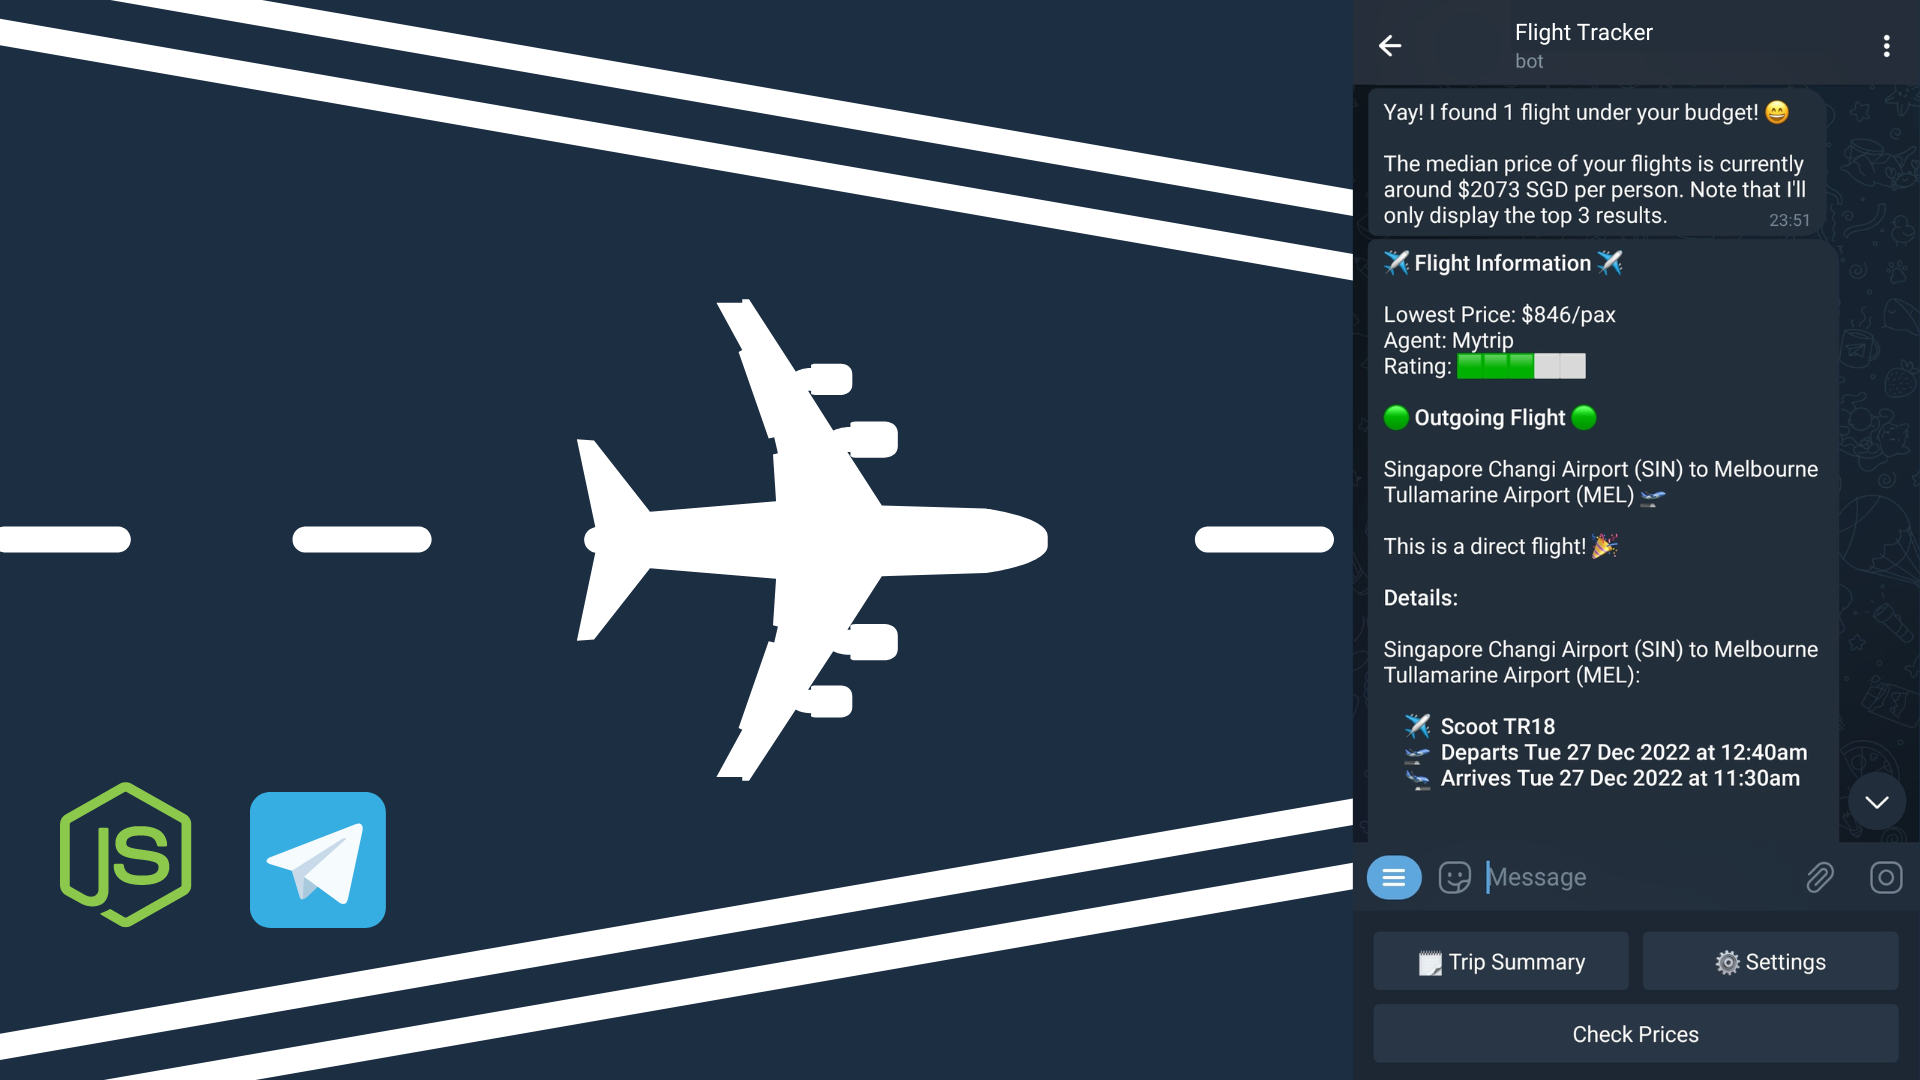 Flight Tracker
bot
Yay! I found 1 flight under your budget! 😄
The median price of your flights is currently
around $2073 SGD per person. Note that I'll
only display the top 3 results.
23:51
✈️ Flight Information ✈️
Lowest Price: $846/pax
Agent: Mytrip
Rating: 🟩🟩🟩⬜⬜
🟢 Outgoing Flight 🟢
Singapore Changi Airport (SIN) to Melbourne
Tullamarine Airport (MEL) 🛫
This is a direct flight! 🎉
Details:
Singapore Changi Airport (SIN) to Melbourne
Tullamarine Airport (MEL):
✈️ Scoot TR18
🛫 Departs Tue 27 Dec 2022 at 12:40am
🛬 Arrives Tue 27 Dec 2022 at 11:30am
JS
Message
🗒️ Trip Summary
⚙️ Settings
Check Prices